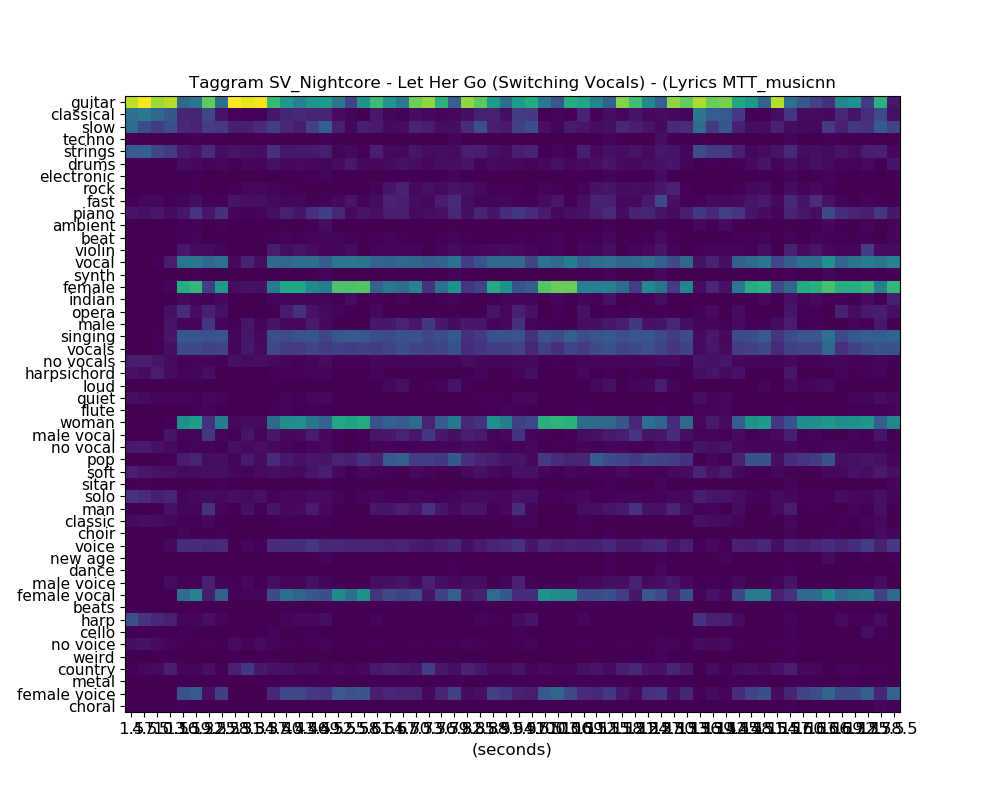 Taggram SV_Nightcore - Let Her Go (Switching Vocals) - (Lyrics MTT_musicnn
guitar
classical
slow
techno
strings
drums
electronic
rock
fast
piano
ambient
beat
violin
vocal
synth
female
indian
opera
male
singing
vocals
no vocals
harpsichord
loud
quiet
flute
woman
male vocal
no vocal
pop
soft
sitar
solo
man
classic
choir
voice
new age
dance
male voice
female vocal
beats
harp
cello
no voice
weird
country
metal
female voice
choral
(seconds)